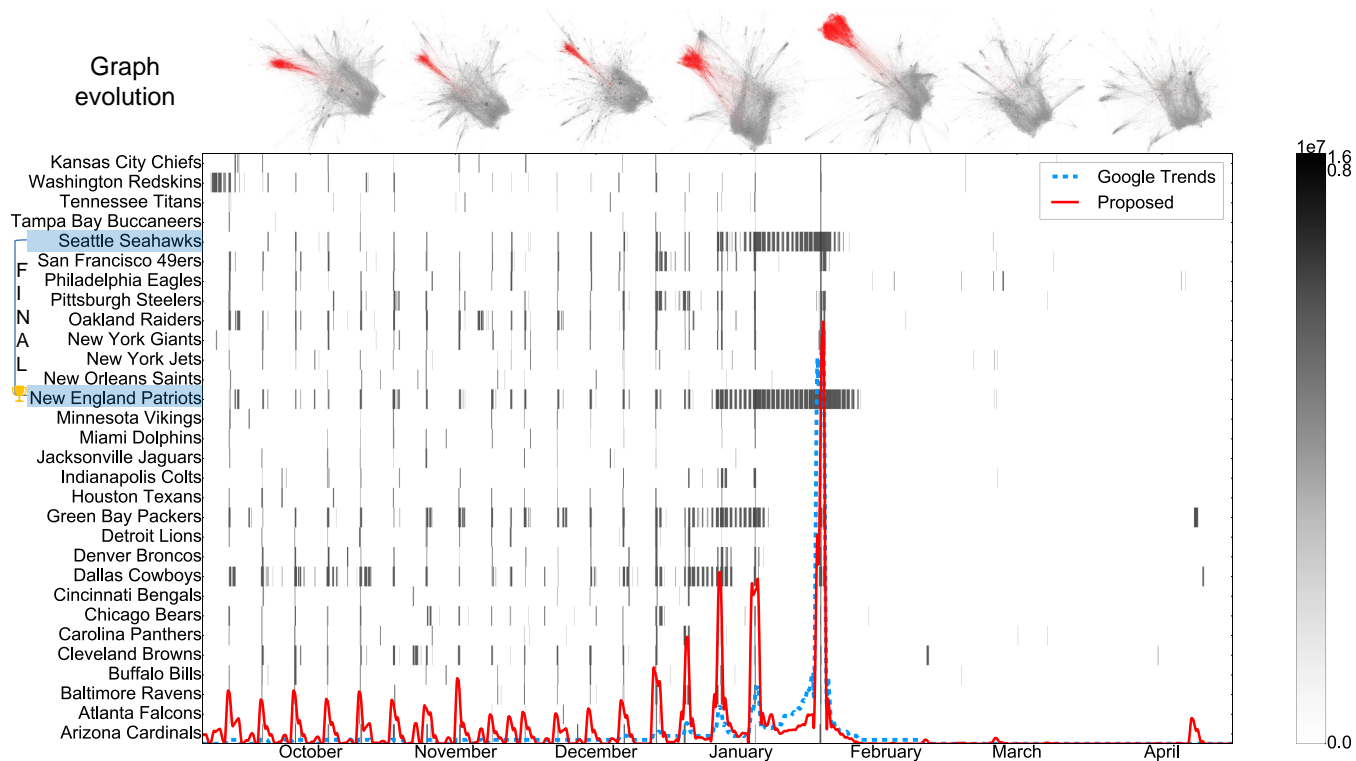 Graph
evolution
1e7
1.6
0.8
Kansas City Chiefs
Washington Redskins
Tennessee Titans
Tampa Bay Buccaneers
Seattle Seahawks
San Francisco 49ers
Philadelphia Eagles
Pittsburgh Steelers
Oakland Raiders
New York Giants
New York Jets
New Orleans Saints
New England Patriots
Minnesota Vikings
Miami Dolphins
Jacksonville Jaguars
Indianapolis Colts
Houston Texans
Green Bay Packers
Detroit Lions
Denver Broncos
Dallas Cowboys
Cincinnati Bengals
Chicago Bears
Carolina Panthers
Cleveland Browns
Buffalo Bills
Baltimore Ravens
Atlanta Falcons
Arizona Cardinals
FINAL
Google Trends
Proposed
0.0
October November December January February March April